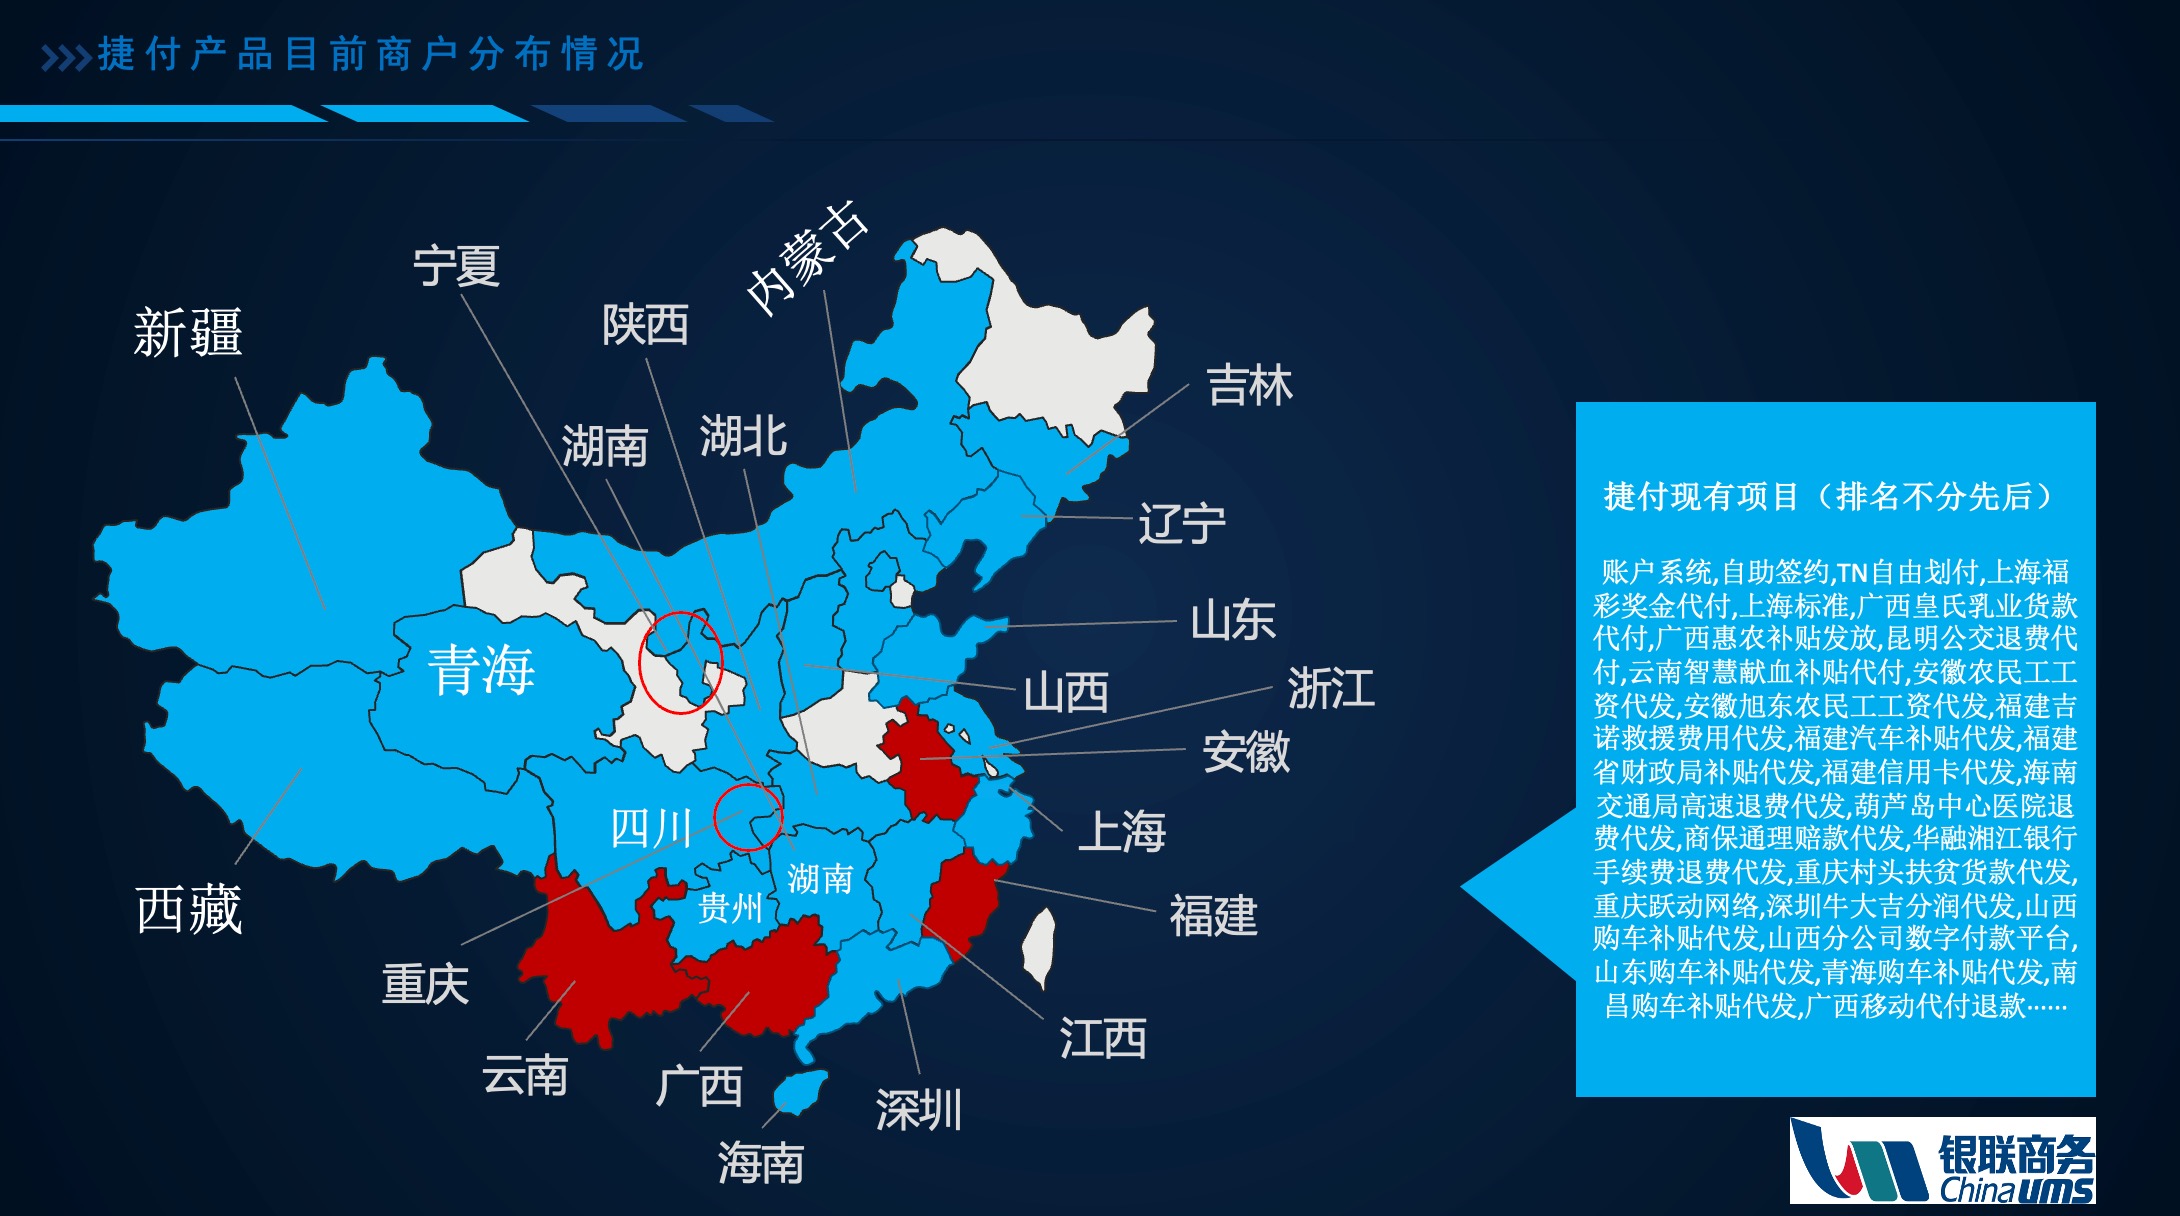 捷付产品目前商户分布情况
内蒙古
宁夏
新疆
陕西
吉林
湖南
湖北
辽宁
山东
青海
山西
浙江
安徽
四川
上海
湖南
贵州
西藏
福建
重庆
江西
云南
广西
深圳
海南
捷付现有项目（排名不分先后）
账户系统,自助签约,TN自由划付,上海福
彩奖金代付,上海标准,广西皇氏乳业货款
代付,广西惠农补贴发放,昆明公交退费代
付,云南智慧献血补贴代付,安徽农民工工
资代发,安徽旭东农民工工资代发,福建吉
诺救援费用代发,福建汽车补贴代发,福建
省财政局补贴代发,福建信用卡代发,海南
交通局高速退费代发,葫芦岛中心医院退
费代发,商保通理赔款代发,华融湘江银行
手续费退费代发,重庆村头扶贫货款代发,
重庆跃动网络,深圳牛大吉分润代发,山西
购车补贴代发,山西分公司数字付款平台,
山东购车补贴代发,青海购车补贴代发,南
昌购车补贴代发,广西移动代付退款……
银联商务
China ums